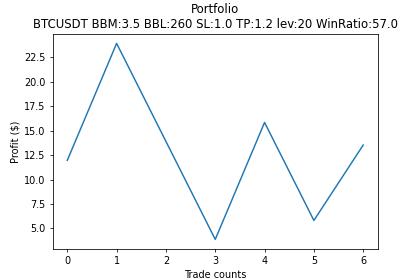 Portfolio
BTCUSDT BBM:3.5 BBL:260 SL:1.0 TP:1.2 lev:20 WinRatio:57.0
Profit ($)
22.5
20.0
17.5
15.0
12.5
10.0
7.5
5.0
0 1 2 3 4 5 6
Trade counts